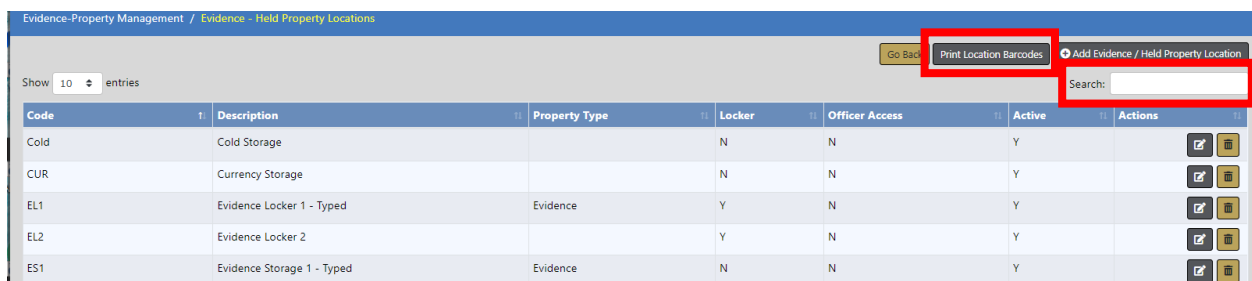 Evidence-Property Management / Evidence - Held Property Locations
Go Back Print Location Barcodes Add Evidence / Held Property Location
Show 10 entries Search:
Code Description Property Type Locker Officer Access Active Actions
Cold Cold Storage N N Y
CUR Currency Storage N N Y
EL1 Evidence Locker 1 - Typed Evidence Y N Y
EL2 Evidence Locker 2 Y N Y
ES1 Evidence Storage 1 - Typed Evidence N N Y